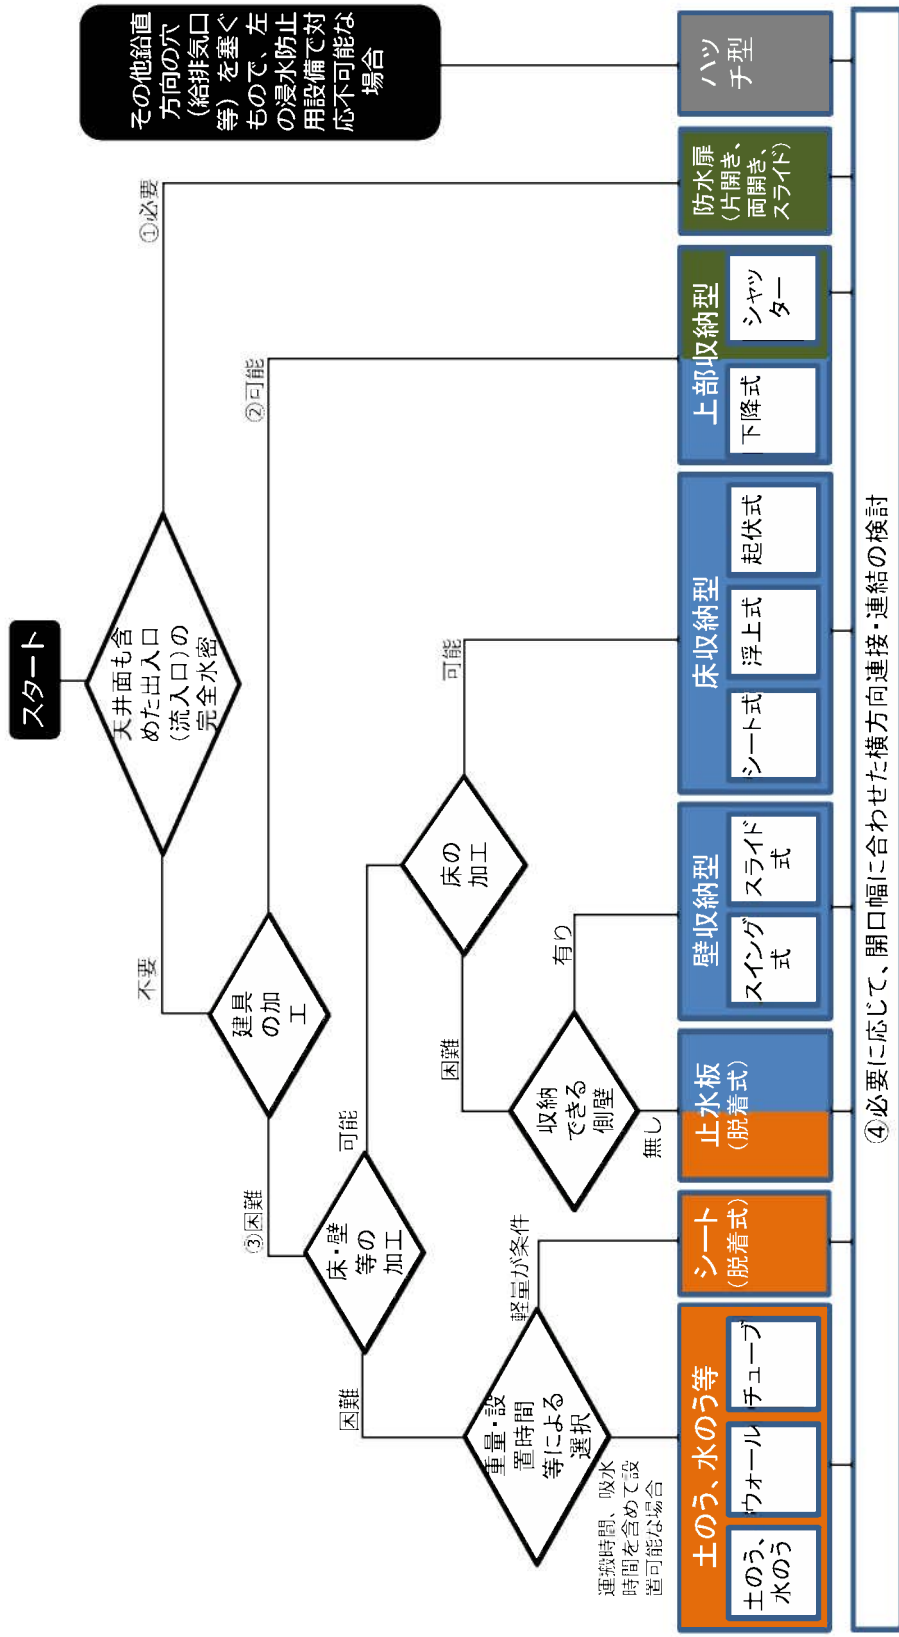 スタート
天井面も含
めた出入口
(流入口)の
完全水密
不要
①必要
その他鉛直
方向の穴
(給排気口
等)を塞ぐ
もので、左
の浸水防止
用設備で対
応不可能な
場合
建具
の加
工
③困難
②可能
床・壁
等の
加工
困難
可能
床の
加工
困難
可能
重量・設
置時間
等による
選択
運搬時間、吸水
時間を含めて設
置可能な場合
軽量が条件
収納
できる
側壁
無し
有り
土のう、水のう等
土のう、
水のう
ウォール
チューブ
シート
(脱着式)
止水板
(脱着式)
壁収納型
スイング
式
スライド
式
床収納型
シート式
浮上式
起伏式
上部収納型
下降式
シャッ
ター
防水扉
(片開き、
両開き、
スライド)
ハッ
チ型
④必要に応じて、開口幅に合わせた横方向連接・連結の検討